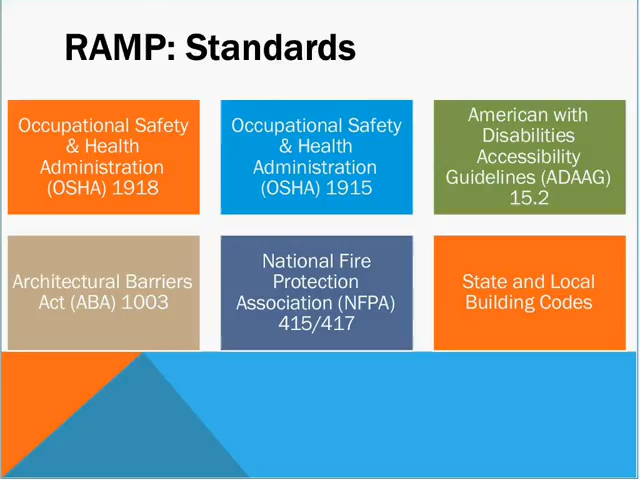 RAMP: Standards
Occupational Safety
& Health
Administration
(OSHA) 1918
Occupational Safety
& Health
Administration
(OSHA) 1915
American with
Disabilities
Accessibility
Guidelines (ADAAG)
15.2
Architectural Barriers
Act (ABA) 1003
National Fire
Protection
Association (NFPA)
415/417
State and Local
Building Codes